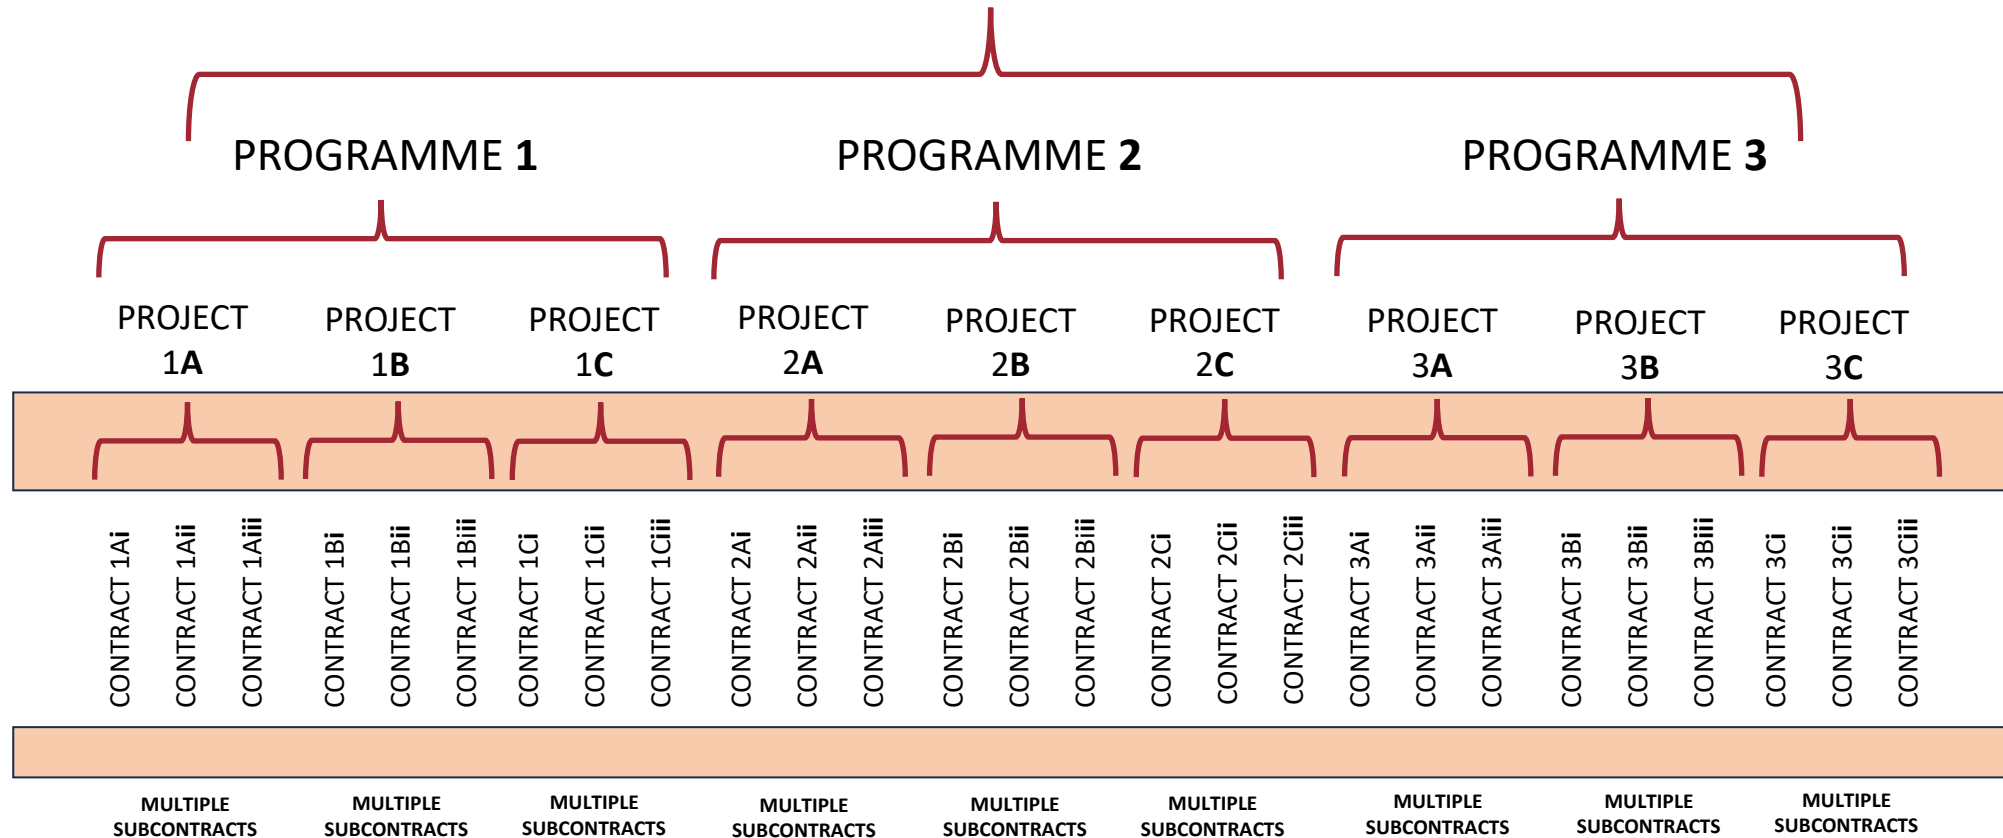 PROGRAMME 1
PROGRAMME 2
PROGRAMME 3
PROJECT
1A
PROJECT
1B
PROJECT
1C
PROJECT
2A
PROJECT
2B
PROJECT
2C
PROJECT
3A
PROJECT
3B
PROJECT
3C
CONTRACT 1Ai
CONTRACT 1Aii
CONTRACT 1Aiii
CONTRACT 1Bi
CONTRACT 1Bii
CONTRACT 1Biii
CONTRACT 1Ci
CONTRACT 1Cii
CONTRACT 1Ciii
CONTRACT 2Ai
CONTRACT 2Aii
CONTRACT 2Aiii
CONTRACT 2Bi
CONTRACT 2Bii
CONTRACT 2Biii
CONTRACT 2Ci
CONTRACT 2Cii
CONTRACT 2Ciii
CONTRACT 3Ai
CONTRACT 3Aii
CONTRACT 3Aiii
CONTRACT 3Bi
CONTRACT 3Bii
CONTRACT 3Biii
CONTRACT 3Ci
CONTRACT 3Cii
CONTRACT 3Ciii
MULTIPLE
SUBCONTRACTS
MULTIPLE
SUBCONTRACTS
MULTIPLE
SUBCONTRACTS
MULTIPLE
SUBCONTRACTS
MULTIPLE
SUBCONTRACTS
MULTIPLE
SUBCONTRACTS
MULTIPLE
SUBCONTRACTS
MULTIPLE
SUBCONTRACTS
MULTIPLE
SUBCONTRACTS